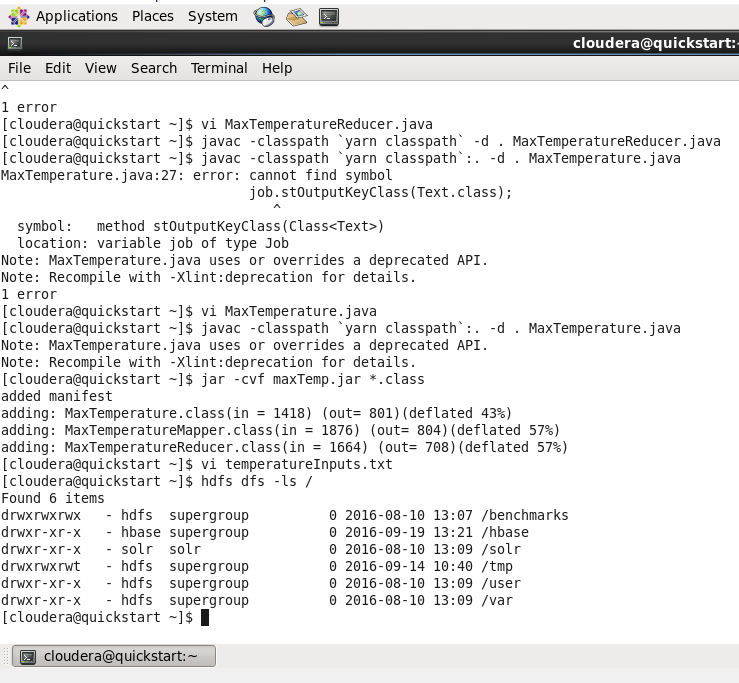 Applications Places System
cloudera@quickstart:
File Edit View Search Terminal Help
^
1 error
[cloudera@quickstart ~]$ vi MaxTemperatureReducer.java
[cloudera@quickstart ~]$ javac -classpath `yarn classpath` -d . MaxTemperatureReducer.java
[cloudera@quickstart ~]$ javac -classpath `yarn classpath`:. -d . MaxTemperature.java
MaxTemperature.java:27: error: cannot find symbol
                               job.stOutputKeyClass(Text.class);
                                  ^
  symbol:   method stOutputKeyClass(Class<Text>)
  location: variable job of type Job
Note: MaxTemperature.java uses or overrides a deprecated API.
Note: Recompile with -Xlint:deprecation for details.
1 error
[cloudera@quickstart ~]$ vi MaxTemperature.java
[cloudera@quickstart ~]$ javac -classpath `yarn classpath`:. -d . MaxTemperature.java
Note: MaxTemperature.java uses or overrides a deprecated API.
Note: Recompile with -Xlint:deprecation for details.
[cloudera@quickstart ~]$ jar -cvf maxTemp.jar *.class
added manifest
adding: MaxTemperature.class(in = 1418) (out= 801)(deflated 43%)
adding: MaxTemperatureMapper.class(in = 1876) (out= 804)(deflated 57%)
adding: MaxTemperatureReducer.class(in = 1664) (out= 708)(deflated 57%)
[cloudera@quickstart ~]$ vi temperatureInputs.txt
[cloudera@quickstart ~]$ hdfs dfs -ls /
Found 6 items
drwxrwxrwx   - hdfs  supergroup          0 2016-08-10 13:07 /benchmarks
drwxr-xr-x   - hbase supergroup          0 2016-09-19 13:21 /hbase
drwxr-xr-x   - solr  solr                0 2016-08-10 13:09 /solr
drwxrwxrwt   - hdfs  supergroup          0 2016-09-14 10:40 /tmp
drwxr-xr-x   - hdfs  supergroup          0 2016-08-10 13:09 /user
drwxr-xr-x   - hdfs  supergroup          0 2016-08-10 13:09 /var
[cloudera@quickstart ~]$
cloudera@quickstart:~